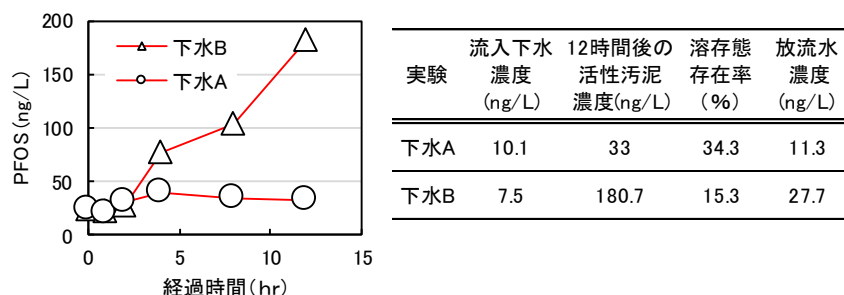 200
150
100
50
0
PFOS(ng/L)
下水B
下水A
0
5
10
15
経過時間(hr)
実験
流入下水
濃度
(ng/L)
12時間後の
活性汚泥
濃度(ng/L)
溶存態
存在率
(%)
放流水
濃度
(ng/L)
下水A 10.1 33 34.3 11.3
下水B 7.5 180.7 15.3 27.7